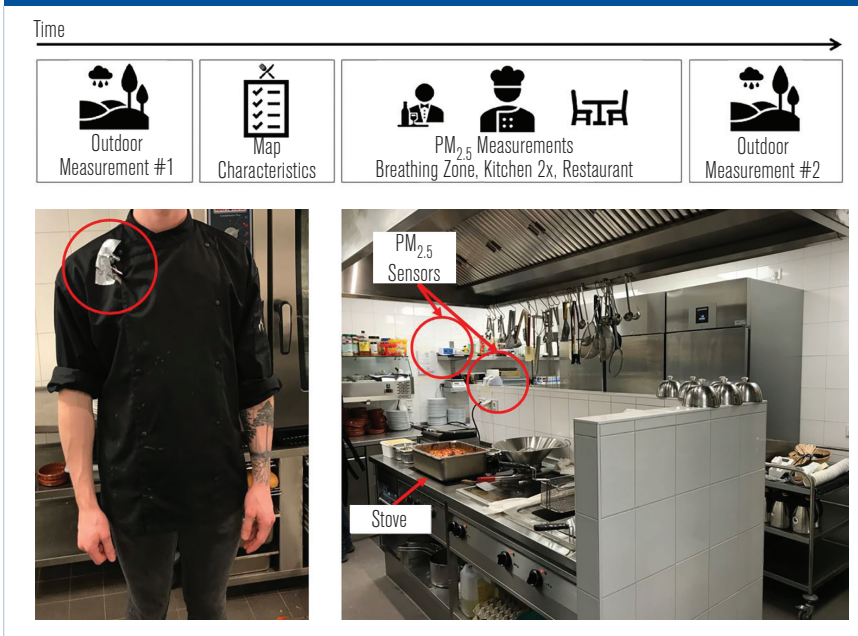 Time
Outdoor
Measurement #1
Map
Characteristics
PM2.5 Measurements
Breathing Zone, Kitchen 2x, Restaurant
Outdoor
Measurement #2
PM2.5
Sensors
Stove